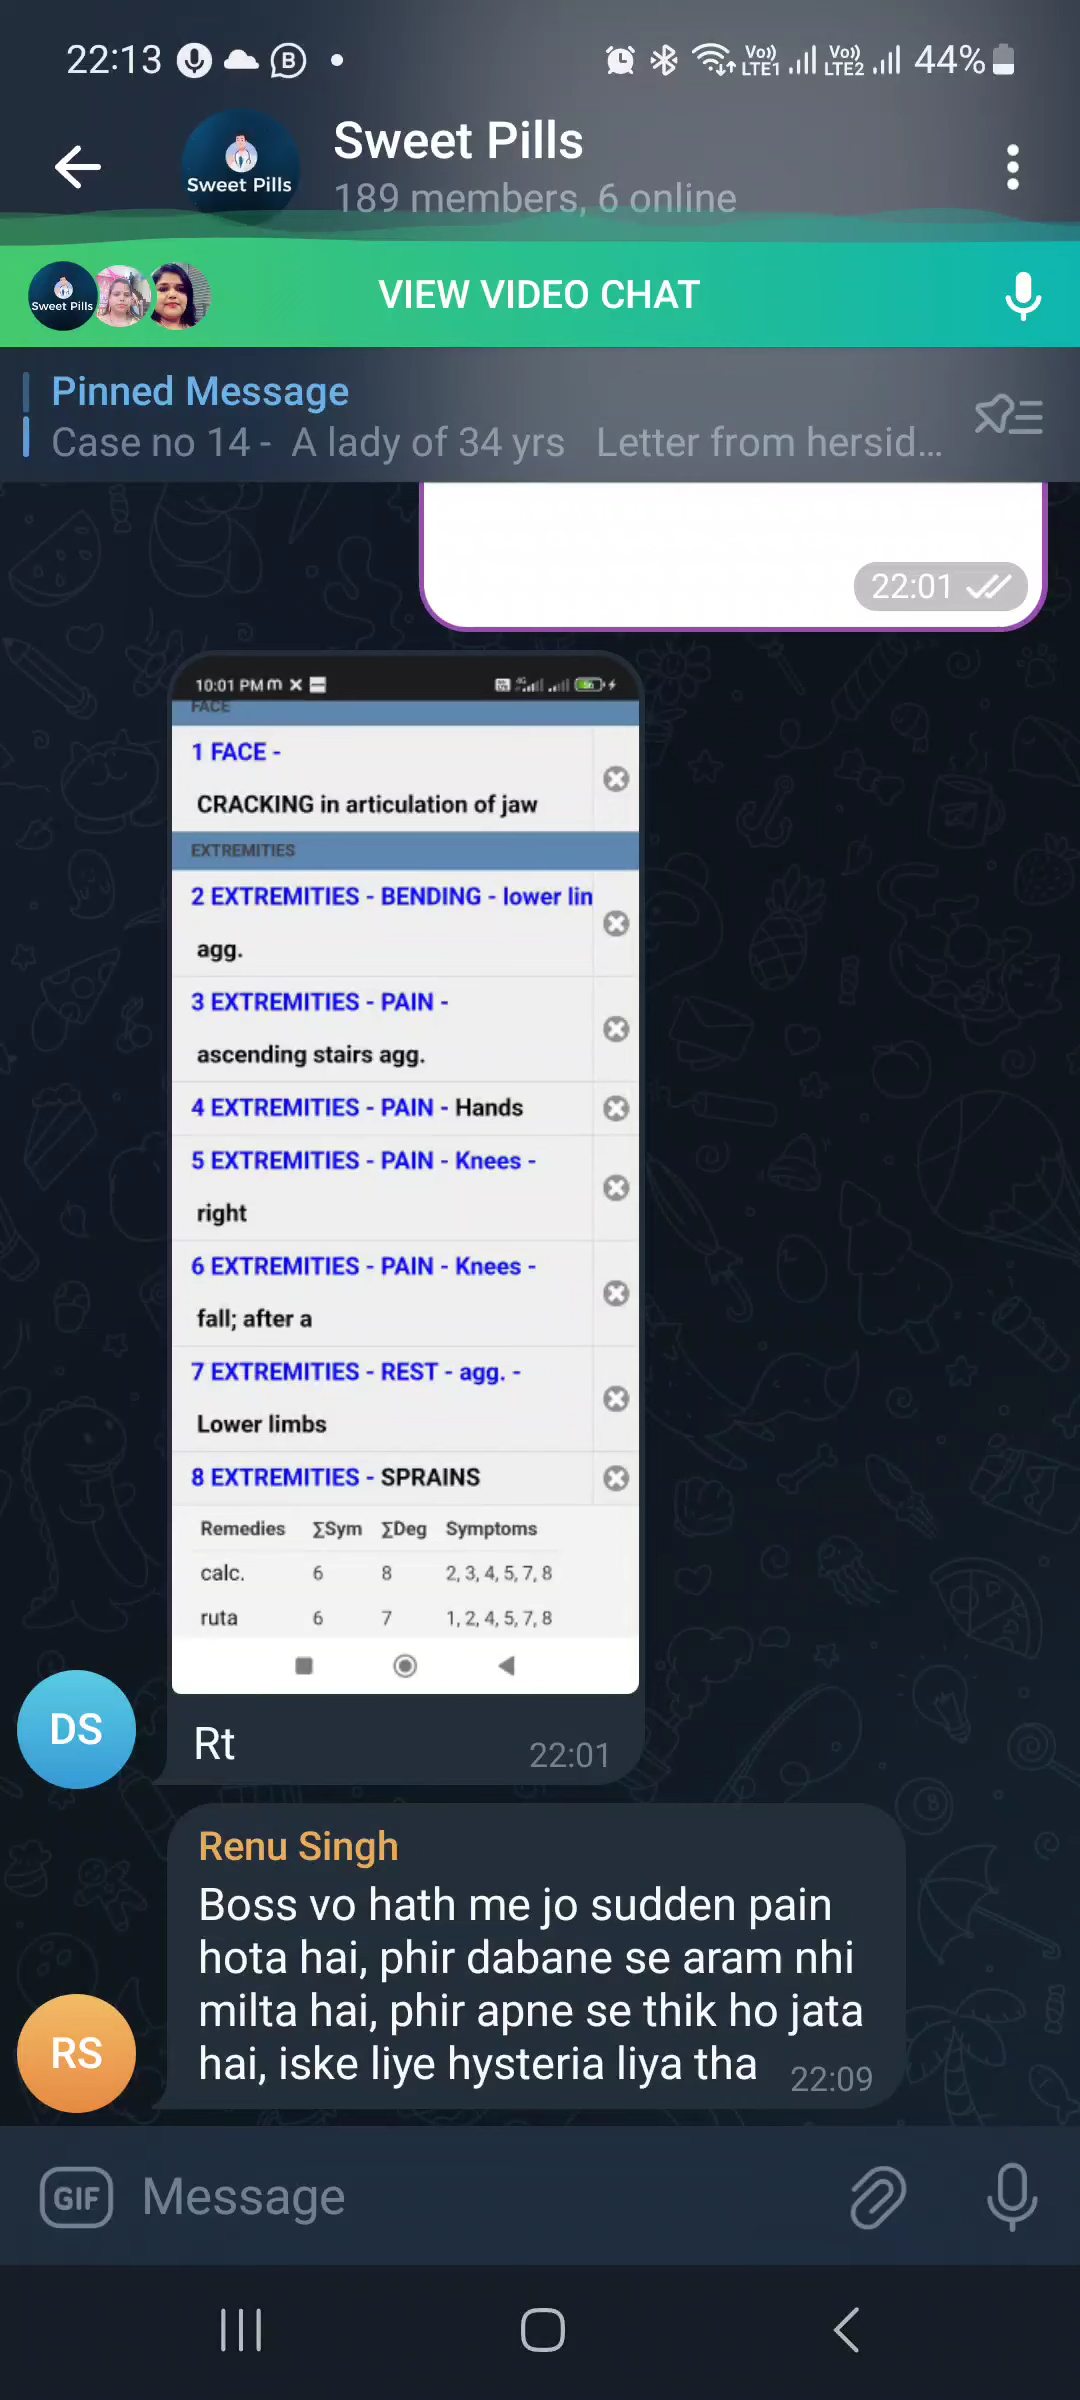 22:13
B
Vo))
LTE1
Vo))
LTE2
44%
Sweet Pills
Sweet Pills
189 members, 6 online
Sweet Pills
VIEW VIDEO CHAT
Pinned Message
Case no 14 - A lady of 34 yrs Letter from hersid...
22:01
10:01 PM
FACE
1 FACE -
CRACKING in articulation of jaw
EXTREMITIES
2 EXTREMITIES - BENDING - lower lin
agg.
3 EXTREMITIES - PAIN -
ascending stairs agg.
4 EXTREMITIES - PAIN - Hands
5 EXTREMITIES - PAIN - Knees -
right
6 EXTREMITIES - PAIN - Knees -
fall; after a
7 EXTREMITIES - REST - agg. -
Lower limbs
8 EXTREMITIES - SPRAINS
Remedies ∑Sym ∑Deg Symptoms
calc. 6 8 2, 3, 4, 5, 7, 8
ruta 6 7 1, 2, 4, 5, 7, 8
DS
Rt
22:01
Renu Singh
Boss vo hath me jo sudden pain
hota hai, phir dabane se aram nhi
milta hai, phir apne se thik ho jata
hai, iske liye hysteria liya tha
22:09
RS
GIF
Message